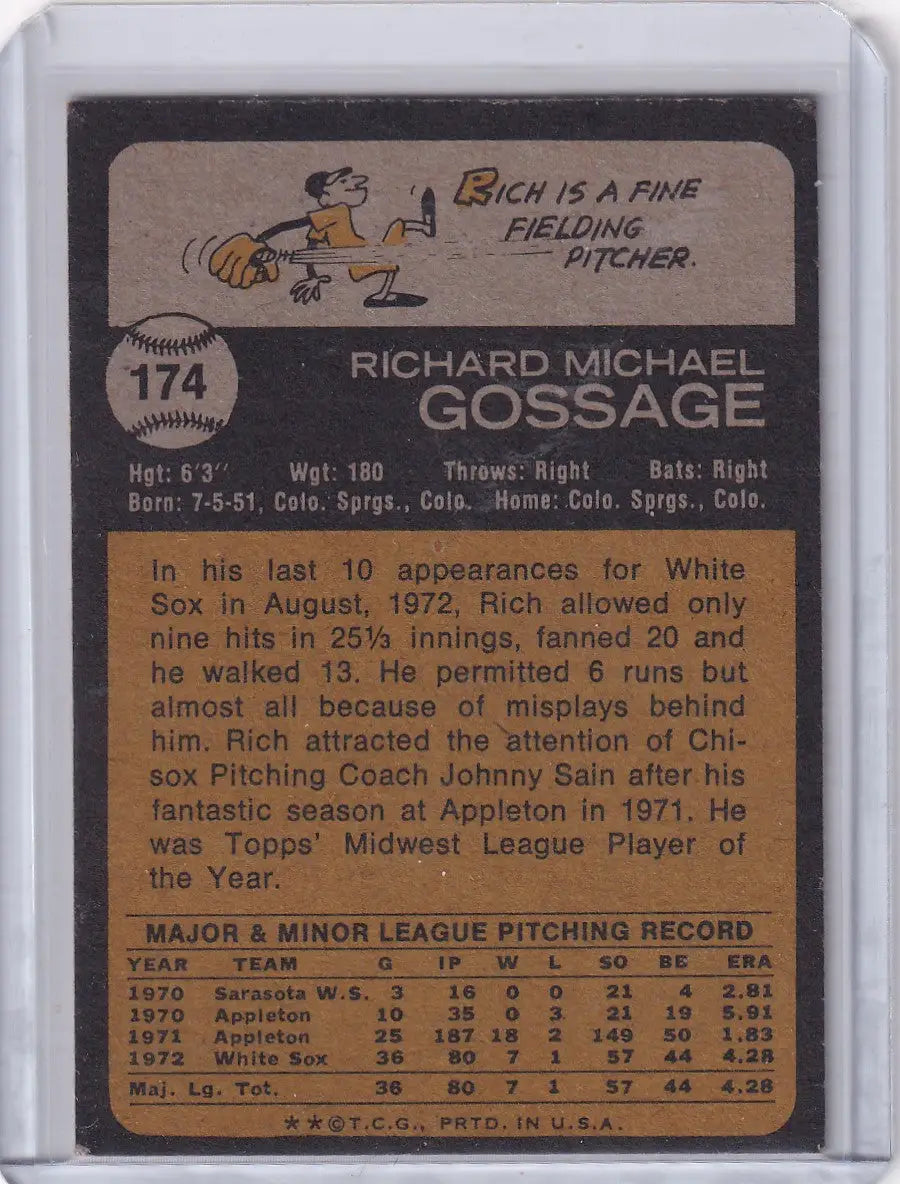 RICH IS A FINE
FIELDING
PITCHER.
174
RICHARD MICHAEL
GOSSAGE
Hgt: 6'3" Wgt: 180 Throws: Right Bats: Right
Born: 7-5-51, Colo. Sprgs., Colo. Home: Colo. Sprgs., Colo.
In his last 10 appearances for White
Sox in August, 1972, Rich allowed only
nine hits in 25⅓ innings, fanned 20 and
he walked 13. He permitted 6 runs but
almost all because of misplays behind
him. Rich attracted the attention of Chi-
sox Pitching Coach Johnny Sain after his
fantastic season at Appleton in 1971. He
was Topps' Midwest League Player of
the Year.
MAJOR & MINOR LEAGUE PITCHING RECORD
YEAR TEAM G IP W L SO BE ERA
1970 Sarasota W.S. 3 16 0 0 21 4 2.81
1970 Appleton 10 35 0 3 21 19 5.91
1971 Appleton 25 187 18 2 149 50 1.83
1972 White Sox 36 80 7 1 57 44 4.28
Maj. Lg. Tot. 36 80 7 1 57 44 4.28
**©T.C.G., PRTD. IN U.S.A.